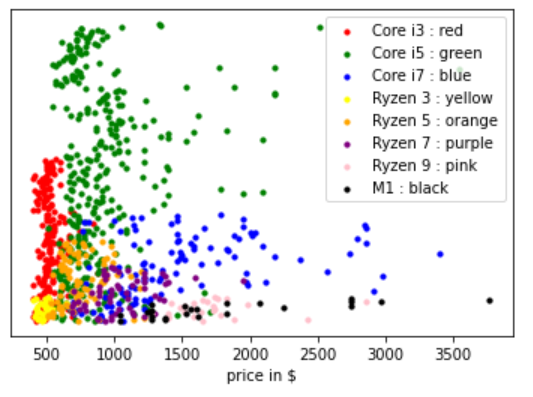 Core i3 : red
Core i5 : green
Core i7 : blue
Ryzen 3 : yellow
Ryzen 5 : orange
Ryzen 7 : purple
Ryzen 9 : pink
M1 : black
500 1000 1500 2000 2500 3000 3500
price in $